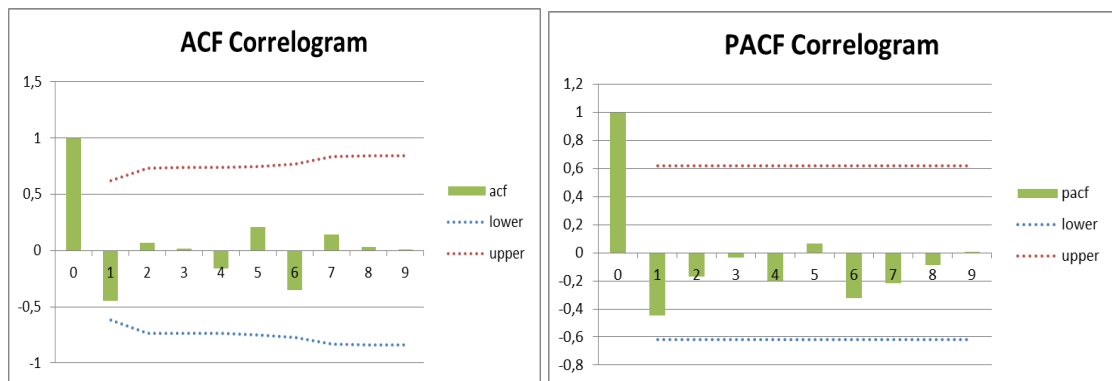 ACF Correlogram
1,5
1
0,5
0
-0,5
-1
0 1 2 3 4 5 6 7 8 9
acf
lower
upper
PACF Correlogram
1,2
1
0,8
0,6
0,4
0,2
0
-0,2
-0,4
-0,6
-0,8
0 1 2 3 4 5 6 7 8 9
pacf
lower
upper